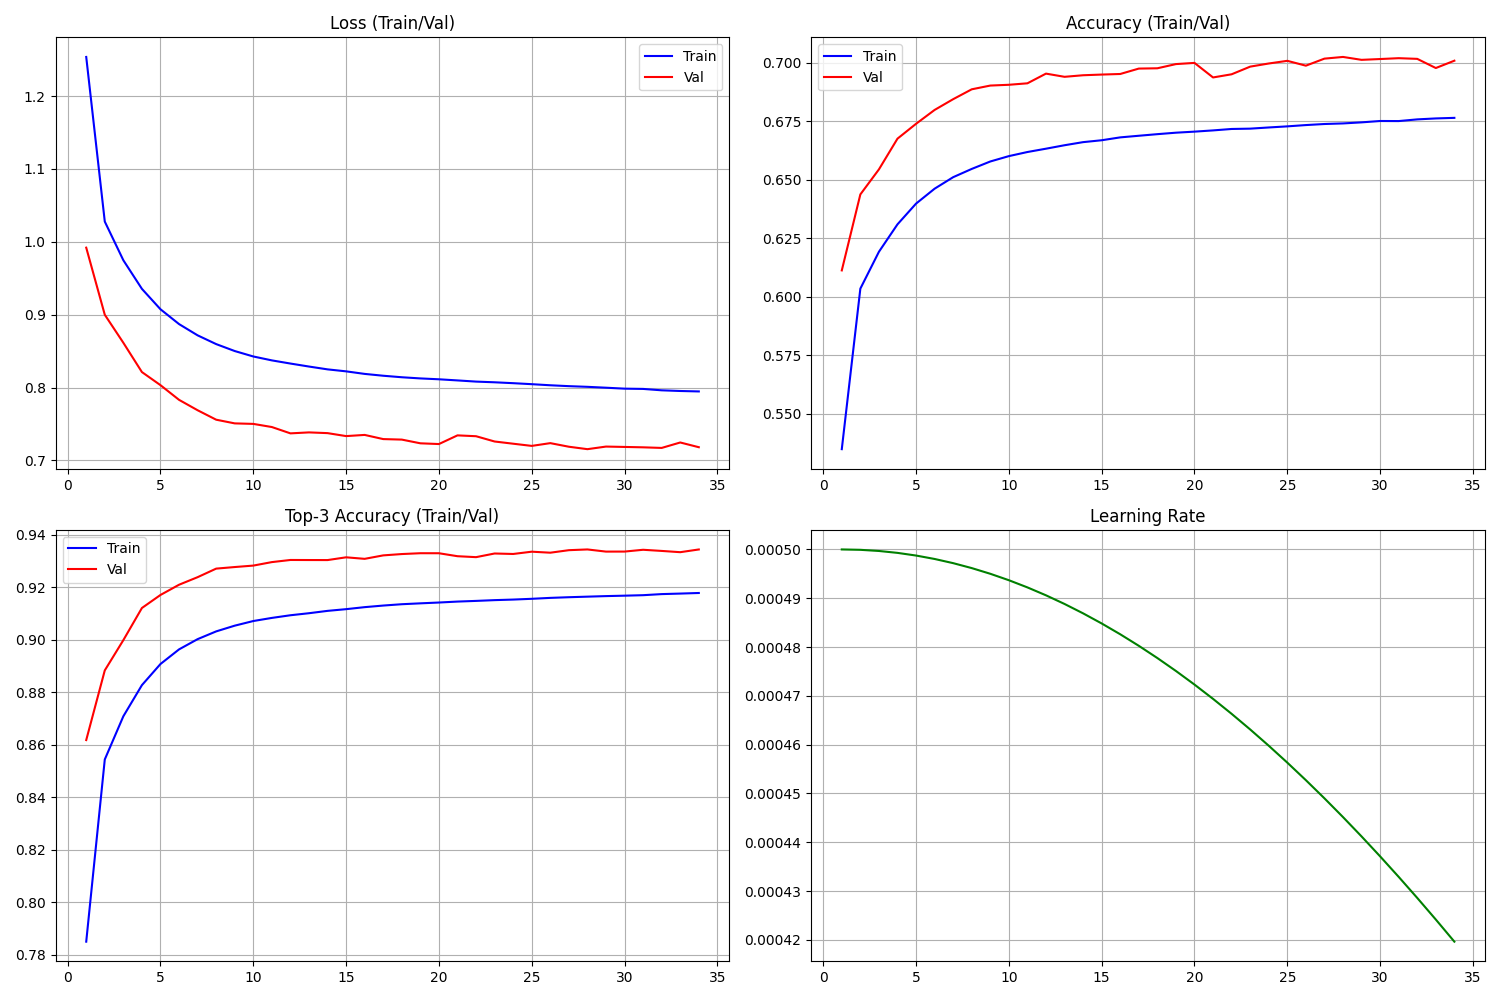 Loss (Train/Val)
Train
Val
1.2
1.1
1.0
0.9
0.8
0.7
0 5 10 15 20 25 30 35
Accuracy (Train/Val)
Train
Val
0.700
0.675
0.650
0.625
0.600
0.575
0.550
0 5 10 15 20 25 30 35
Top-3 Accuracy (Train/Val)
Train
Val
0.94
0.92
0.90
0.88
0.86
0.84
0.82
0.80
0.78
0 5 10 15 20 25 30 35
Learning Rate
0.00050
0.00049
0.00048
0.00047
0.00046
0.00045
0.00044
0.00043
0.00042
0 5 10 15 20 25 30 35